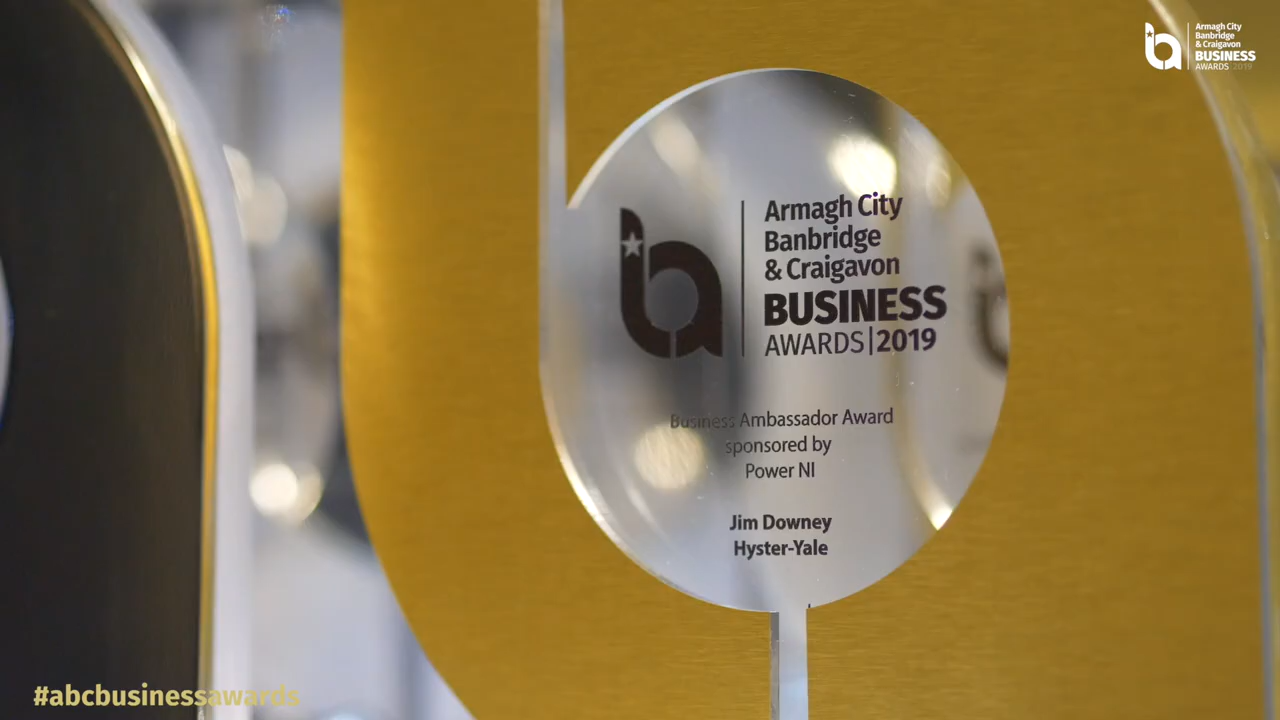 Armagh City
Banbridge
& Craigavon
BUSINESS
AWARDS 2019
Armagh City
Banbridge
& Craigavon
BUSINESS
AWARDS|2019
Business Ambassador Award
sponsored by
Power NI
Jim Downey
Hyster-Yale
#abcbusinessawards